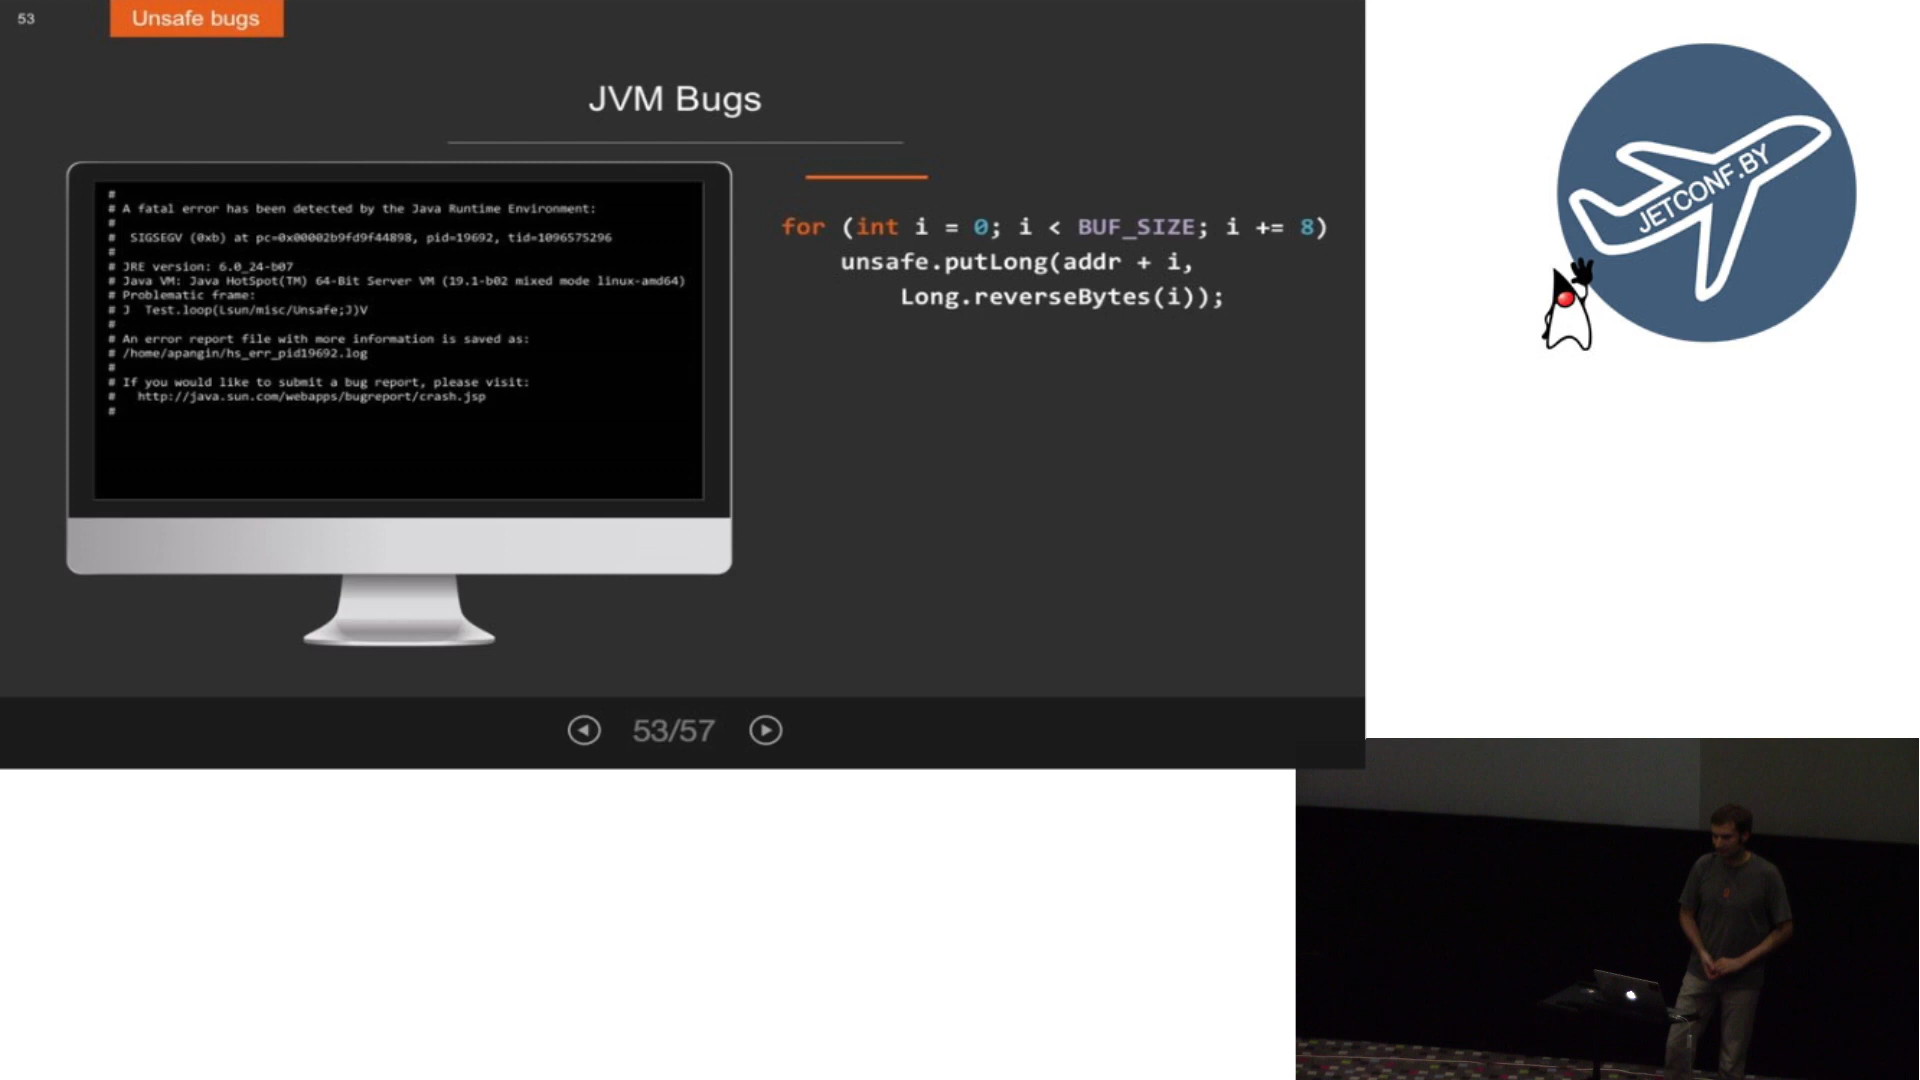 53
Unsafe bugs
JVM Bugs
#
# A fatal error has been detected by the Java Runtime Environment:
#
#  SIGSEGV (0xb) at pc=0x00002b9fd9f44898, pid=19692, tid=1096575296
#
# JRE version: 6.0_24-b07
# Java VM: Java HotSpot(TM) 64-Bit Server VM (19.1-b02 mixed mode linux-amd64)
# Problematic frame:
# J  Test.loop(Lsun/misc/Unsafe;J)V
#
# An error report file with more information is saved as:
# /home/apangin/hs_err_pid19692.log
#
# If you would like to submit a bug report, please visit:
#   http://java.sun.com/webapps/bugreport/crash.jsp
#
for (int i = 0; i < BUF_SIZE; i += 8)
unsafe.putLong(addr + i,
Long.reverseBytes(i));
53/57
JETCONF.BY